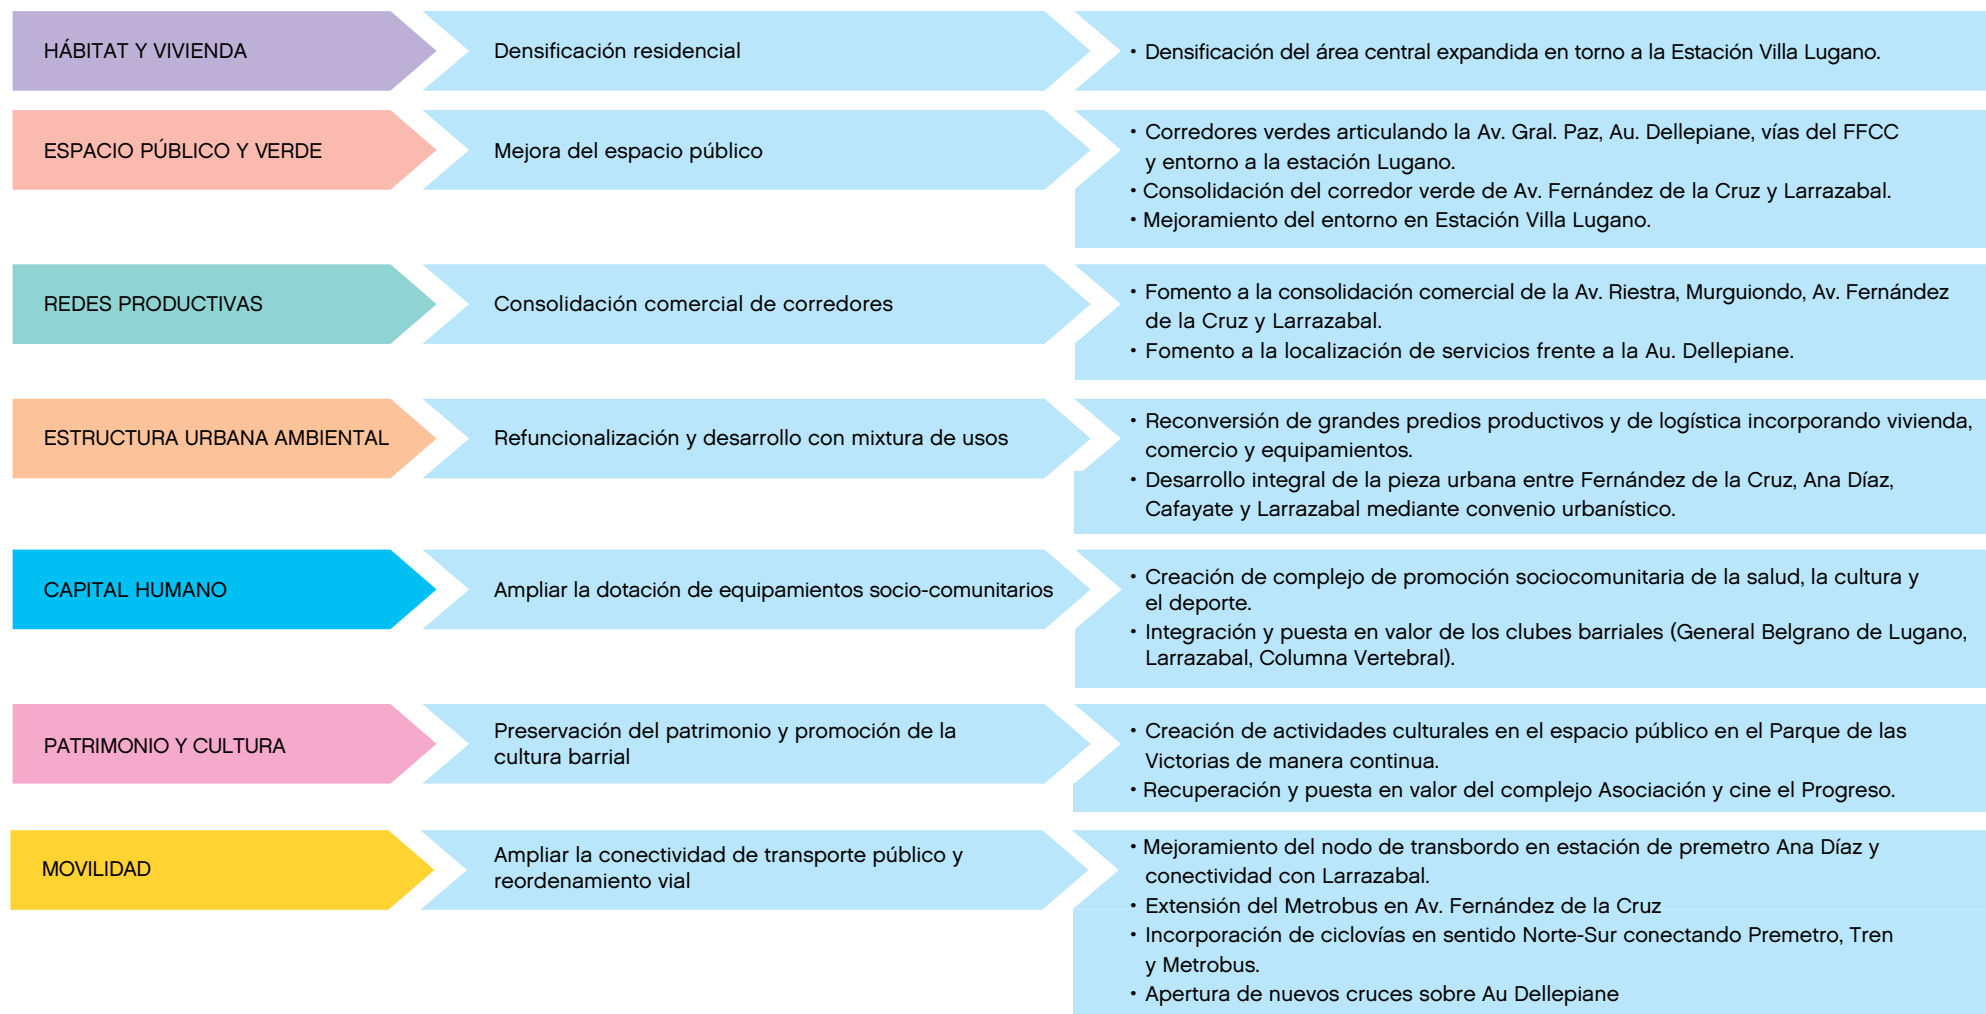 HÁBITAT Y VIVIENDA
Densificación residencial
• Densificación del área central expandida en torno a la Estación Villa Lugano.
ESPACIO PÚBLICO Y VERDE
Mejora del espacio público
• Corredores verdes articulando la Av. Gral. Paz, Au. Dellepiane, vías del FFCC
y entorno a la estación Lugano.
• Consolidación del corredor verde de Av. Fernández de la Cruz y Larrazabal.
• Mejoramiento del entorno en Estación Villa Lugano.
REDES PRODUCTIVAS
Consolidación comercial de corredores
• Fomento a la consolidación comercial de la Av. Riestra, Murguiondo, Av. Fernández
de la Cruz y Larrazabal.
• Fomento a la localización de servicios frente a la Au. Dellepiane.
ESTRUCTURA URBANA AMBIENTAL
Refuncionalización y desarrollo con mixtura de usos
• Reconversión de grandes predios productivos y de logística incorporando vivienda,
comercio y equipamientos.
• Desarrollo integral de la pieza urbana entre Fernández de la Cruz, Ana Díaz,
Cafayate y Larrazabal mediante convenio urbanístico.
CAPITAL HUMANO
Ampliar la dotación de equipamientos socio-comunitarios
• Creación de complejo de promoción sociocomunitaria de la salud, la cultura y
el deporte.
• Integración y puesta en valor de los clubes barriales (General Belgrano de Lugano,
Larrazabal, Columna Vertebral).
PATRIMONIO Y CULTURA
Preservación del patrimonio y promoción de la
cultura barrial
• Creación de actividades culturales en el espacio público en el Parque de las
Victorias de manera continua.
• Recuperación y puesta en valor del complejo Asociación y cine el Progreso.
MOVILIDAD
Ampliar la conectividad de transporte público y
reordenamiento vial
• Mejoramiento del nodo de transbordo en estación de premetro Ana Díaz y
conectividad con Larrazabal.
• Extensión del Metrobus en Av. Fernández de la Cruz
• Incorporación de ciclovías en sentido Norte-Sur conectando Premetro, Tren
y Metrobus.
• Apertura de nuevos cruces sobre Au Dellepiane